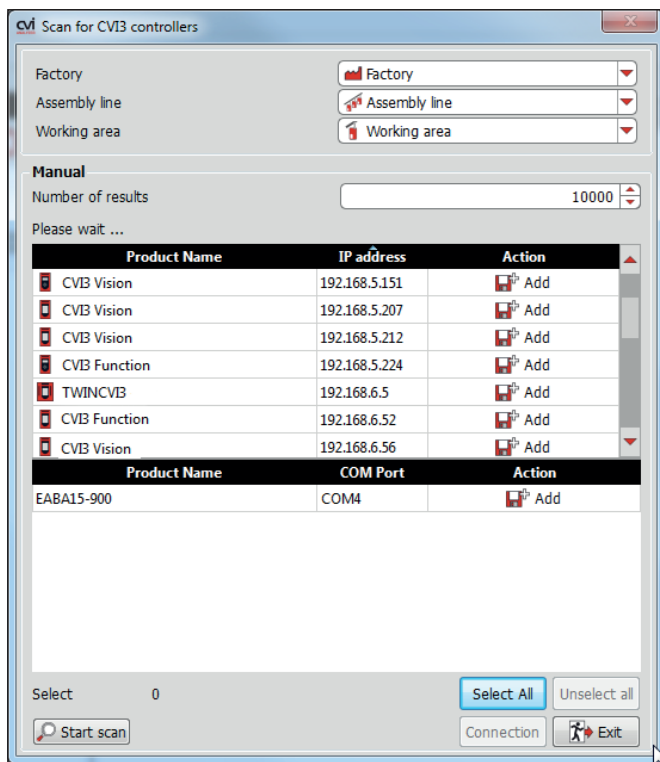 CVI Scan for CVI3 controllers
Factory Factory
Assembly line Assembly line
Working area Working area
Manual
Number of results 10000
Please wait ...
Product Name IP address Action
CVI3 Vision 192.168.5.151 Add
CVI3 Vision 192.168.5.207 Add
CVI3 Vision 192.168.5.212 Add
CVI3 Function 192.168.5.224 Add
TWINCVI3 192.168.6.5 Add
CVI3 Function 192.168.6.52 Add
CVI3 Vision 192.168.6.56 Add
Product Name COM Port Action
EABA15-900 COM4 Add
Select 0 Select All Unselect all
Start scan Connection Exit